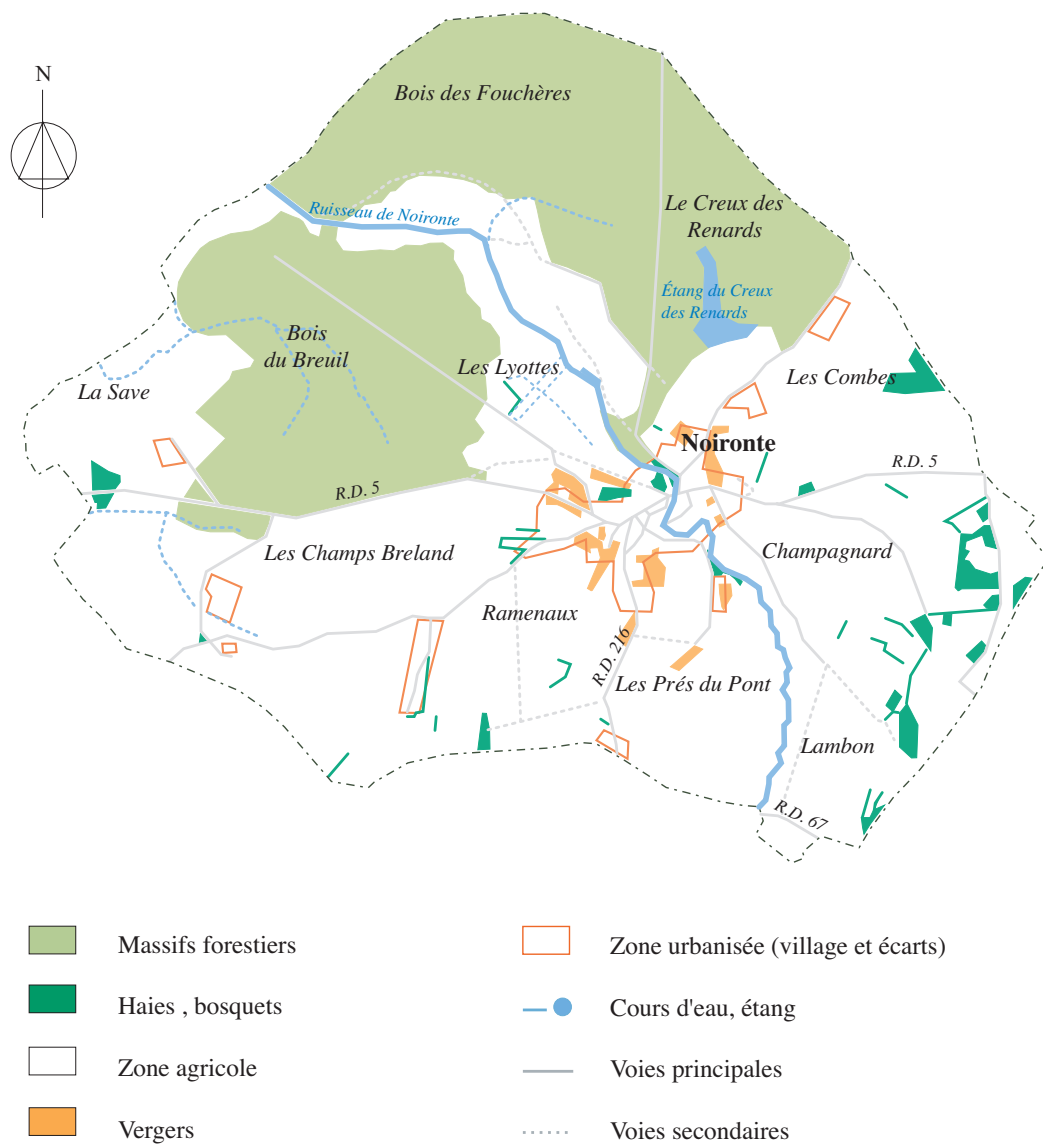 N
Bois des Fouchères
Ruisseau de Noironte
Le Creux des
Renards
Étang du Creux
des Renards
Bois
du Breuil
Les Lyottes
Les Combes
La Save
Noironte
R.D. 5
R.D. 5
Les Champs Breland
Champagnard
Ramenaux
R.D. 216
Les Prés du Pont
Lambon
R.D. 67
Massifs forestiers
Zone urbanisée (village et écarts)
Haies , bosquets
Cours d'eau, étang
Zone agricole
Voies principales
Vergers
Voies secondaires